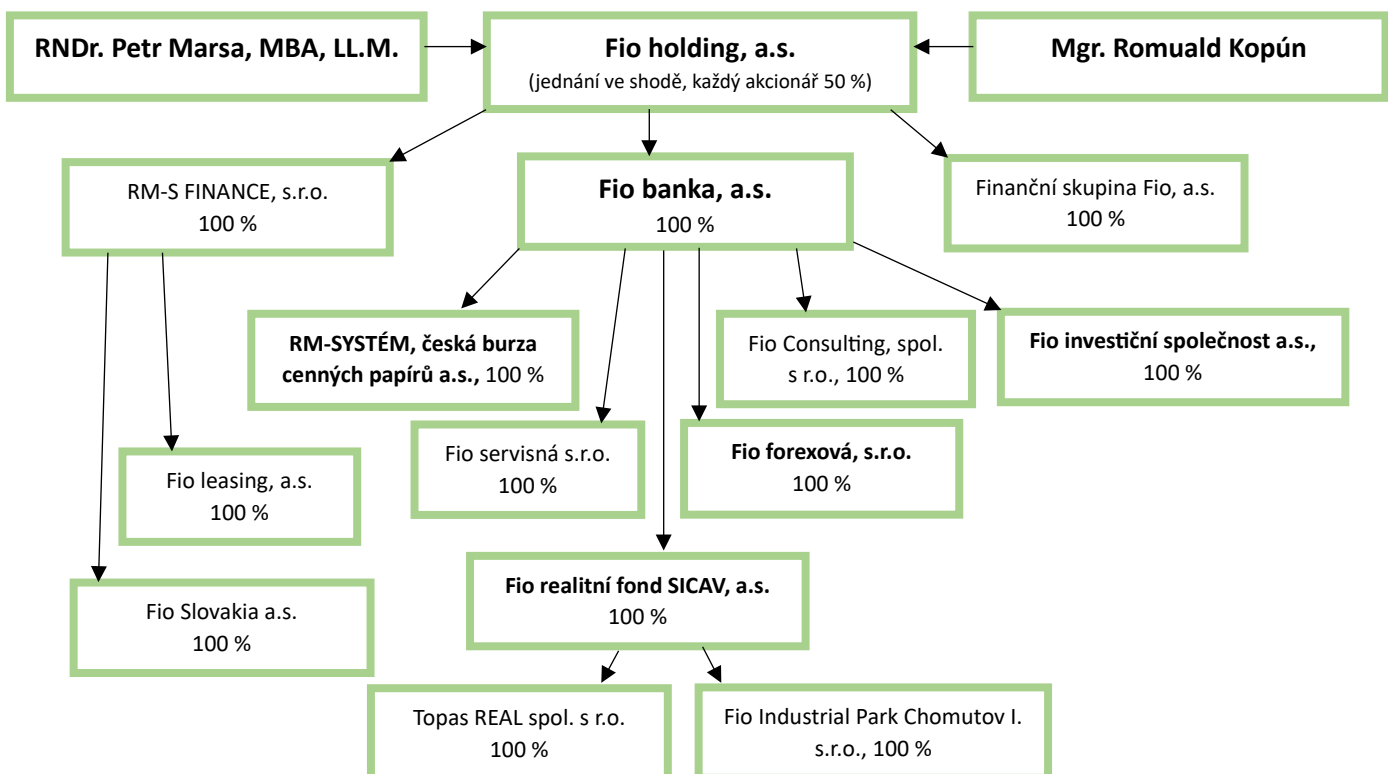 RNDr. Petr Marsa, MBA, LL.M.
Fio holding, a.s.
(jednání ve shodě, každý akcionář 50 %)
Mgr. Romuald Kopún
RM-S FINANCE, s.r.o.
100 %
Fio banka, a.s.
100 %
Finanční skupina Fio, a.s.
100 %
RM-SYSTÉM, česká burza
cenných papírů a.s., 100 %
Fio Consulting, spol.
s r.o., 100 %
Fio investiční společnost a.s.,
100 %
Fio servisná s.r.o.
100 %
Fio forexová, s.r.o.
100 %
Fio leasing, a.s.
100 %
Fio realitní fond SICAV, a.s.
100 %
Fio Slovakia a.s.
100 %
Topas REAL spol. s r.o.
100 %
Fio Industrial Park Chomutov I.
s.r.o., 100 %